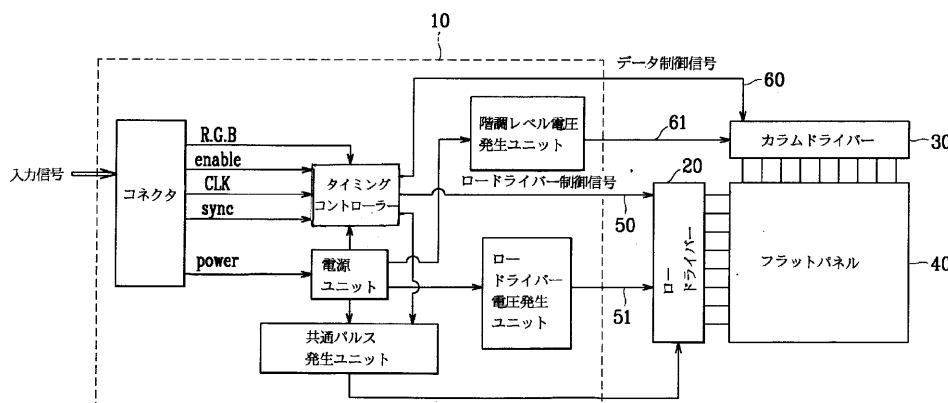 10
データ制御信号
60
R.G.B
enable
CLK
sync
power
入力信号
コネクタ
タイミング
コントローラー
階調レベル電圧
発生ユニット
61
カラムドライバー
30
ロードライバー制御信号
20
50
電源
ユニット
ロー
ドライバー
電圧発生
ユニット
51
ロー
ドライバー
フラットパネル
40
共通パルス
発生ユニット